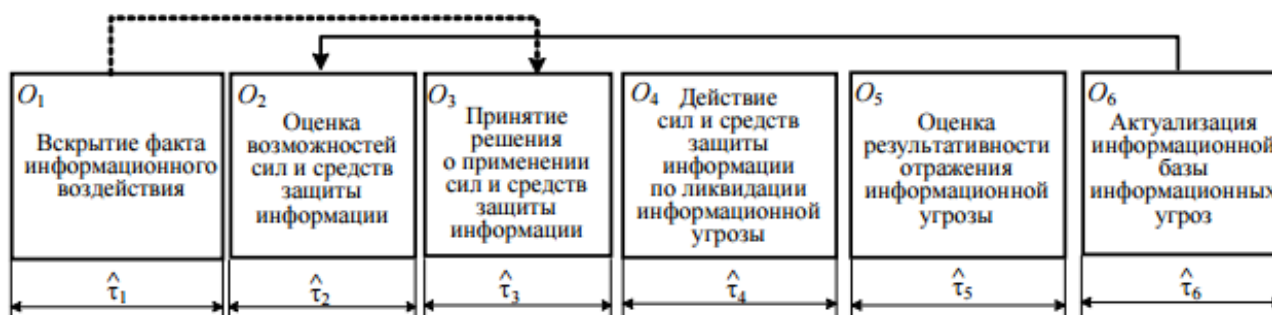 O1
Вскрытие факта
информационного
воздействия
O2
Оценка
возможностей
сил и средств
защиты
информации
O3
Принятие
решения
о применении
сил и средств
защиты
информации
O4
Действие
сил и средств
защиты
информации
по ликвидации
информационной
угрозы
O5
Оценка
результативности
отражения
информационной
угрозы
O6
Актуализация
информационной
базы
информационных
угроз
τ̂1
τ̂2
τ̂3
τ̂4
τ̂5
τ̂6